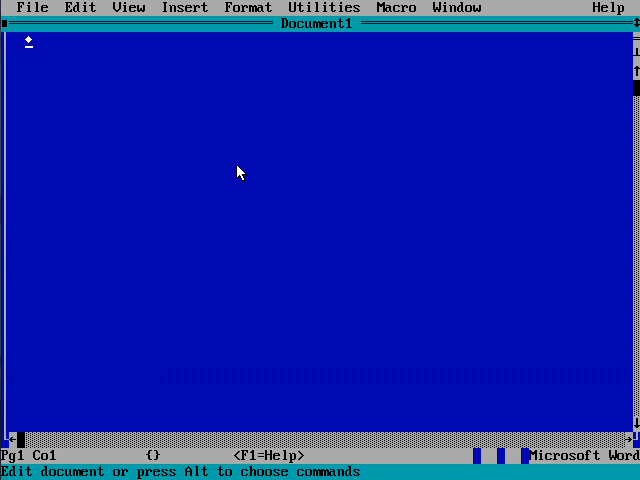 File Edit View Insert Format Utilities Macro Window Help
Document1
Pg1 Co1 {} <F1=Help> Microsoft Word
Edit document or press Alt to choose commands